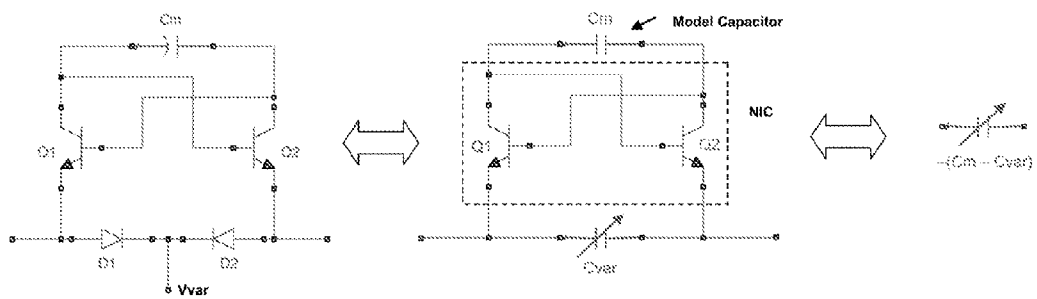 Cm
Q1
Q2
D1
D2
Vvar
Cm
Model Capacitor
NIC
Q1
Q2
Cvar
–(Cm – Cvar)